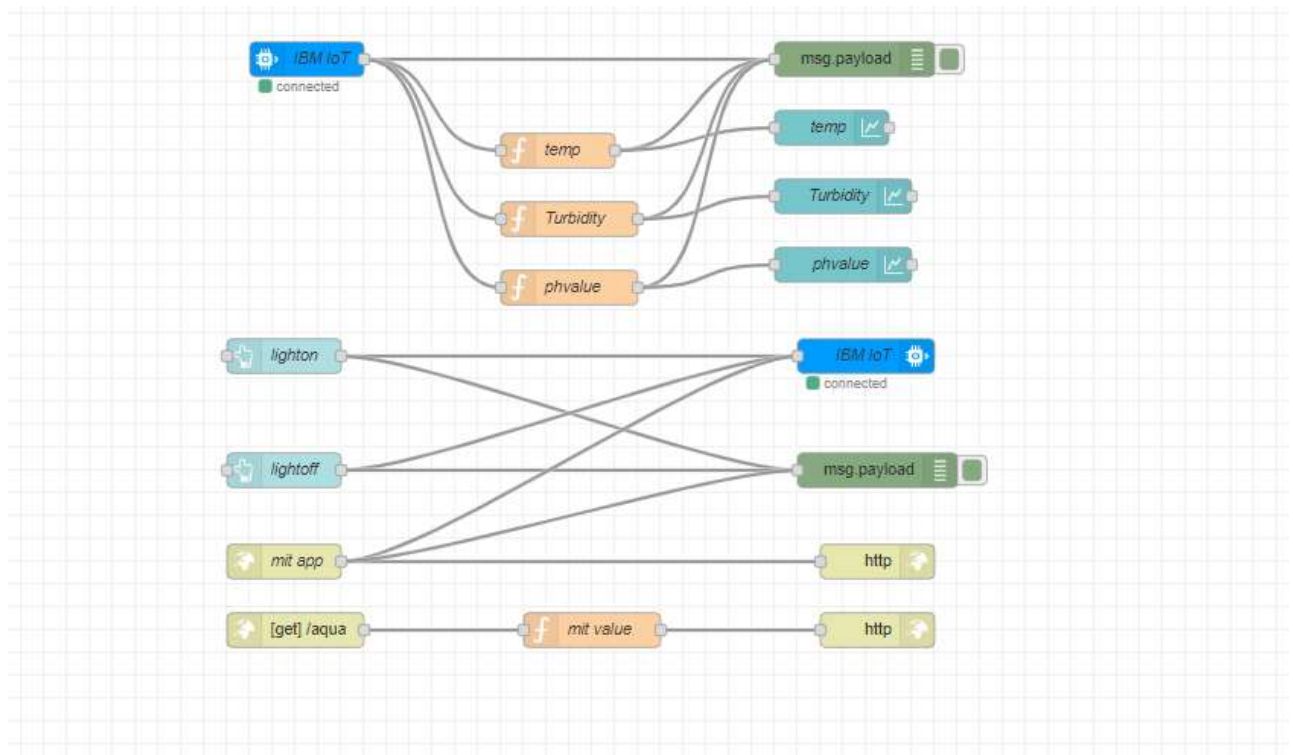 IBM IoT
connected
msg.payload
temp
temp
Turbidity
Turbidity
phvalue
phvalue
lighton
IBM IoT
connected
lightoff
msg.payload
mit app
http
[get] /aqua
mit value
http